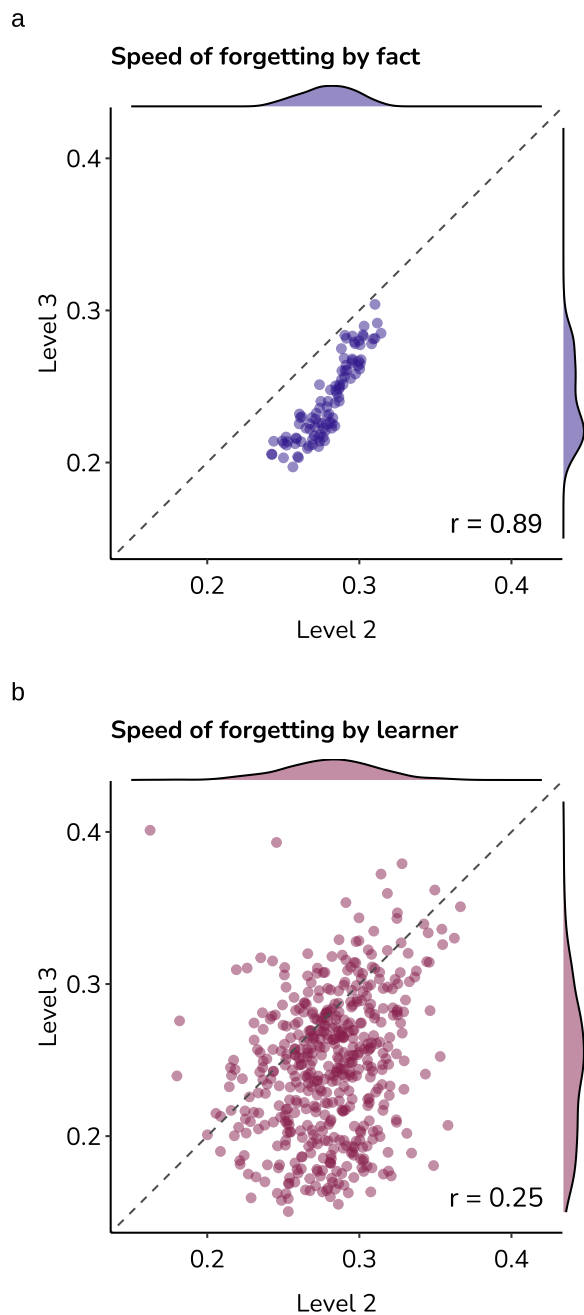 a
Speed of forgetting by fact
0.4
0.3
0.2
Level 3
r = 0.89
0.2 0.3 0.4
Level 2
b
Speed of forgetting by learner
0.4
0.3
0.2
Level 3
r = 0.25
0.2 0.3 0.4
Level 2